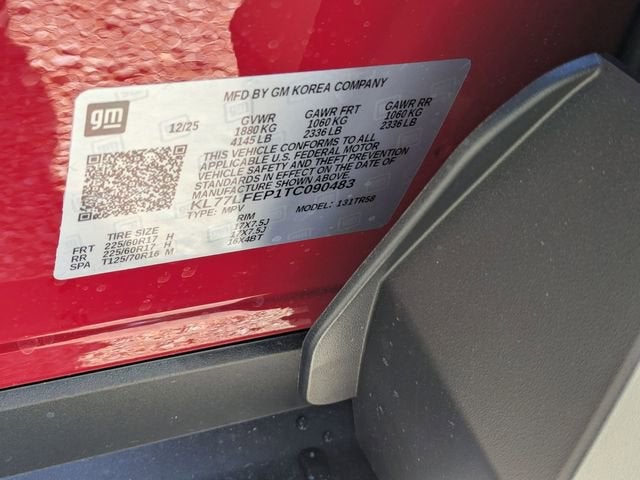 MFD BY GM KOREA COMPANY
gm
12/25 GVWR GAWR FRT GAWR RR
1880 KG 1060 KG 1060 KG
4145 LB 2336 LB 2336 LB
THIS VEHICLE CONFORMS TO ALL
APPLICABLE U.S. FEDERAL MOTOR
VEHICLE SAFETY AND THEFT PREVENTION
STANDARDS IN EFFECT ON THE DATE OF
MANUFACTURE SHOWN ABOVE.
KL77LFEP1TC090483
TYPE: MPV MODEL: 131TR58
TIRE SIZE RIM
FRT 225/60R17 H 17X7.5J
RR 225/60R17 H 17X7.5J
SPA T125/70R16 M 16X4BT